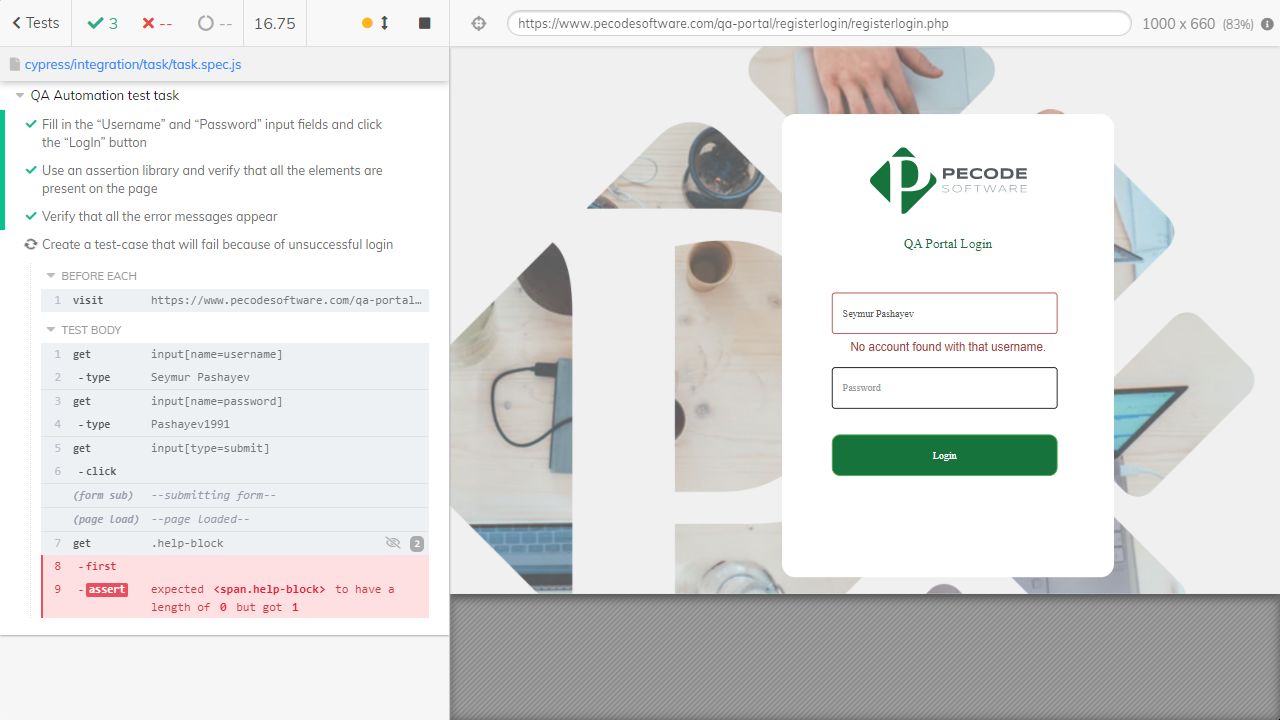 Tests
3
--
--
16.75
https://www.pecodesoftware.com/qa-portal/registerlogin/registerlogin.php
1000 x 660 (83%)
cypress/integration/task/task.spec.js
QA Automation test task
Fill in the “Username” and “Password” input fields and click
the “LogIn” button
Use an assertion library and verify that all the elements are
present on the page
Verify that all the error messages appear
Create a test-case that will fail because of unsuccessful login
BEFORE EACH
1 visit https://www.pecodesoftware.com/qa-portal…
TEST BODY
1 get input[name=username]
2 -type Seymur Pashayev
3 get input[name=password]
4 -type Pashayev1991
5 get input[type=submit]
6 -click
(form sub) --submitting form--
(page load) --page loaded--
7 get .help-block 2
8 -first
9 -assert expected <span.help-block> to have a
length of 0 but got 1
PECODE
SOFTWARE
QA Portal Login
Seymur Pashayev
No account found with that username.
Password
Login